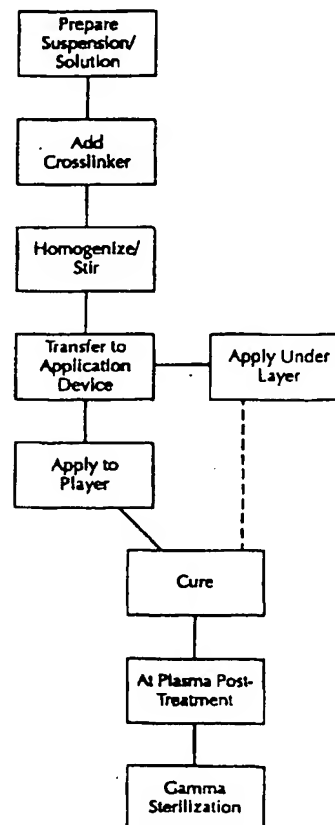 Prepare
Suspension/
Solution
Add
Crosslinker
Homogenize/
Stir
Transfer to
Application
Device
Apply Under
Layer
Apply to
Player
Cure
At Plasma Post-
Treatment
Gamma
Sterilization